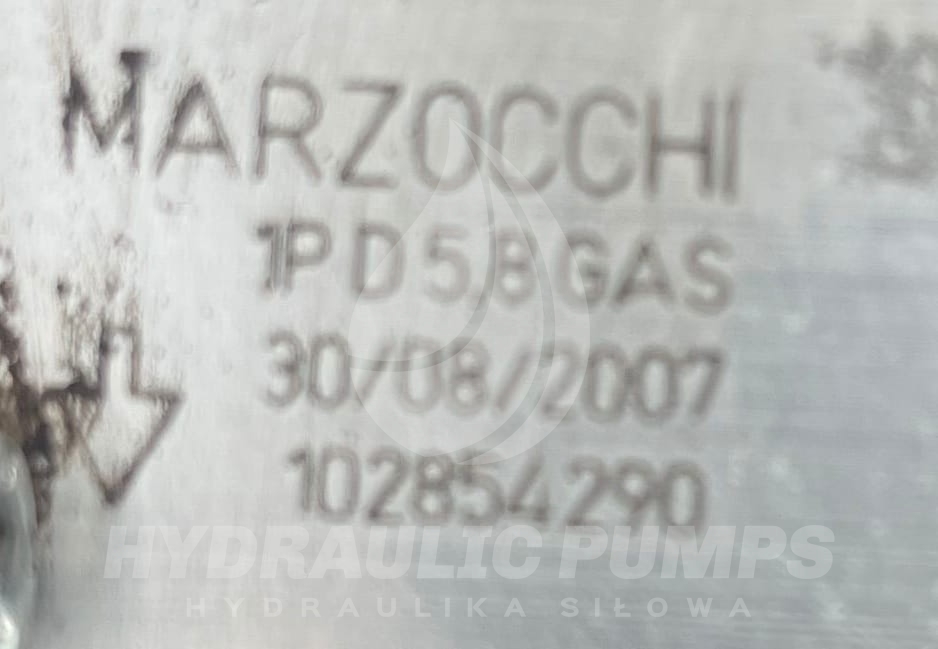 MARZOCCHI
1P D 5,8 GAS
30/08/2007
102854290
HYDRAULIC PUMPS
HYDRAULIKA SIŁOWA